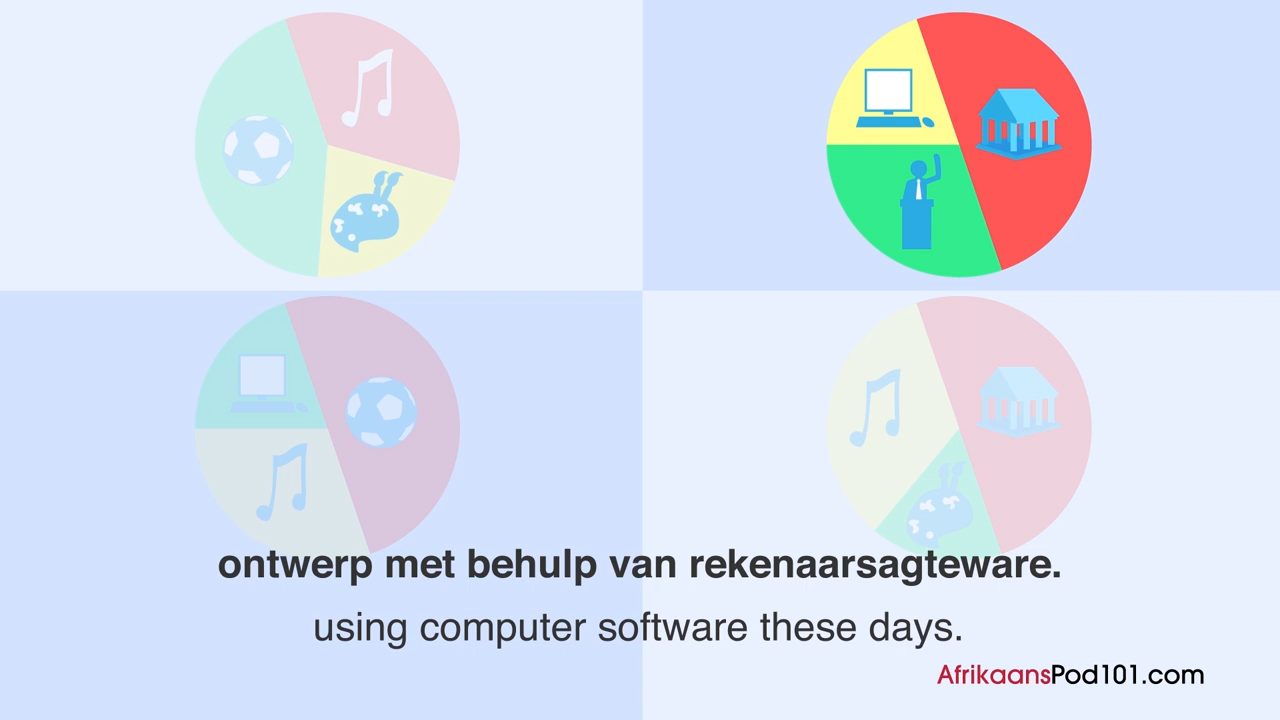 ontwerp met behulp van rekenaarsagteware.
using computer software these days.
AfrikaansPod101.com